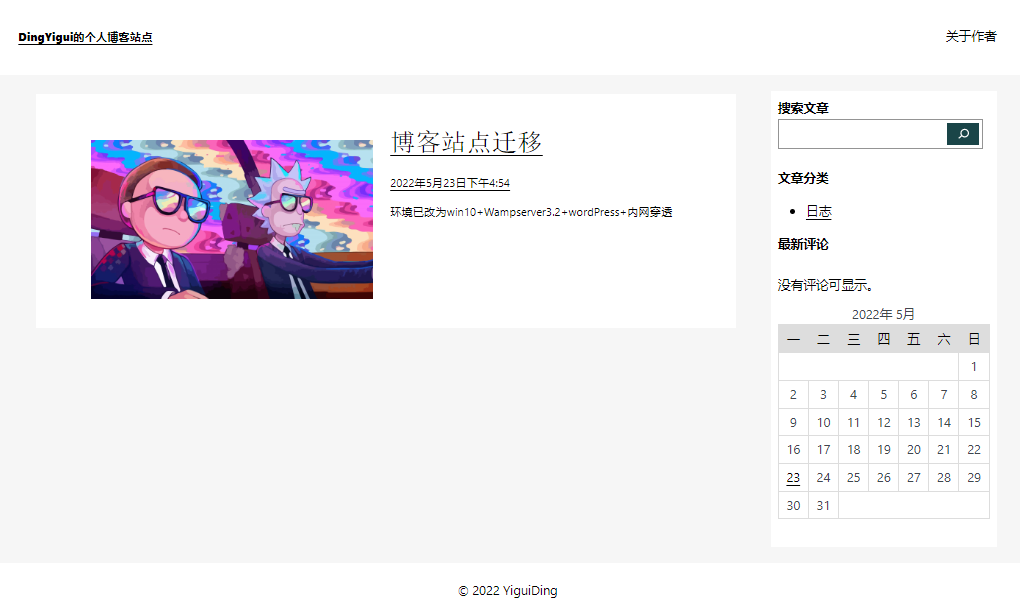 DingYigui的个人博客站点
关于作者
博客站点迁移
2022年5月23日下午4:54
环境已改为win10+Wampserver3.2+wordPress+内网穿透
搜索文章
文章分类
日志
最新评论
没有评论可显示。
2022年 5月
一 二 三 四 五 六 日
1
2 3 4 5 6 7 8
9 10 11 12 13 14 15
16 17 18 19 20 21 22
23 24 25 26 27 28 29
30 31
© 2022 YiguiDing